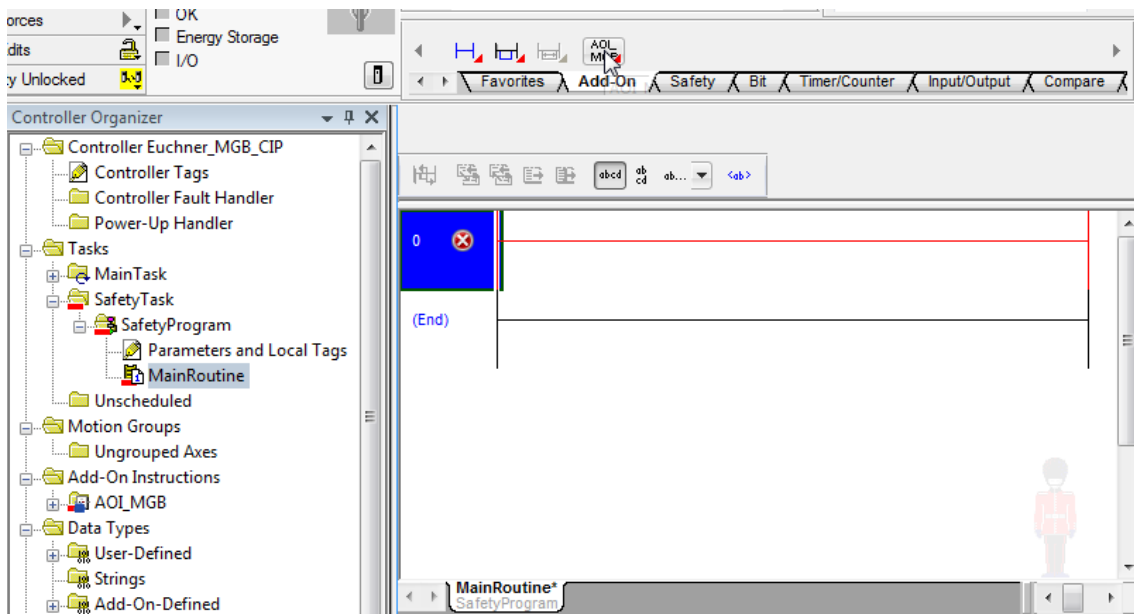 orces
OK
Energy Storage
dits
I/O
y Unlocked
AOI_
Favorites
Add-On
Safety
Bit
Timer/Counter
Input/Output
Compare
Controller Organizer
Controller Euchner_MGB_CIP
Controller Tags
Controller Fault Handler
Power-Up Handler
Tasks
MainTask
SafetyTask
SafetyProgram
Parameters and Local Tags
MainRoutine
Unscheduled
Motion Groups
Ungrouped Axes
Add-On Instructions
AOI_MGB
Data Types
User-Defined
Strings
Add-On-Defined
abcd
ab
cd
ab...
<ab>
0
(End)
MainRoutine*
SafetyProgram